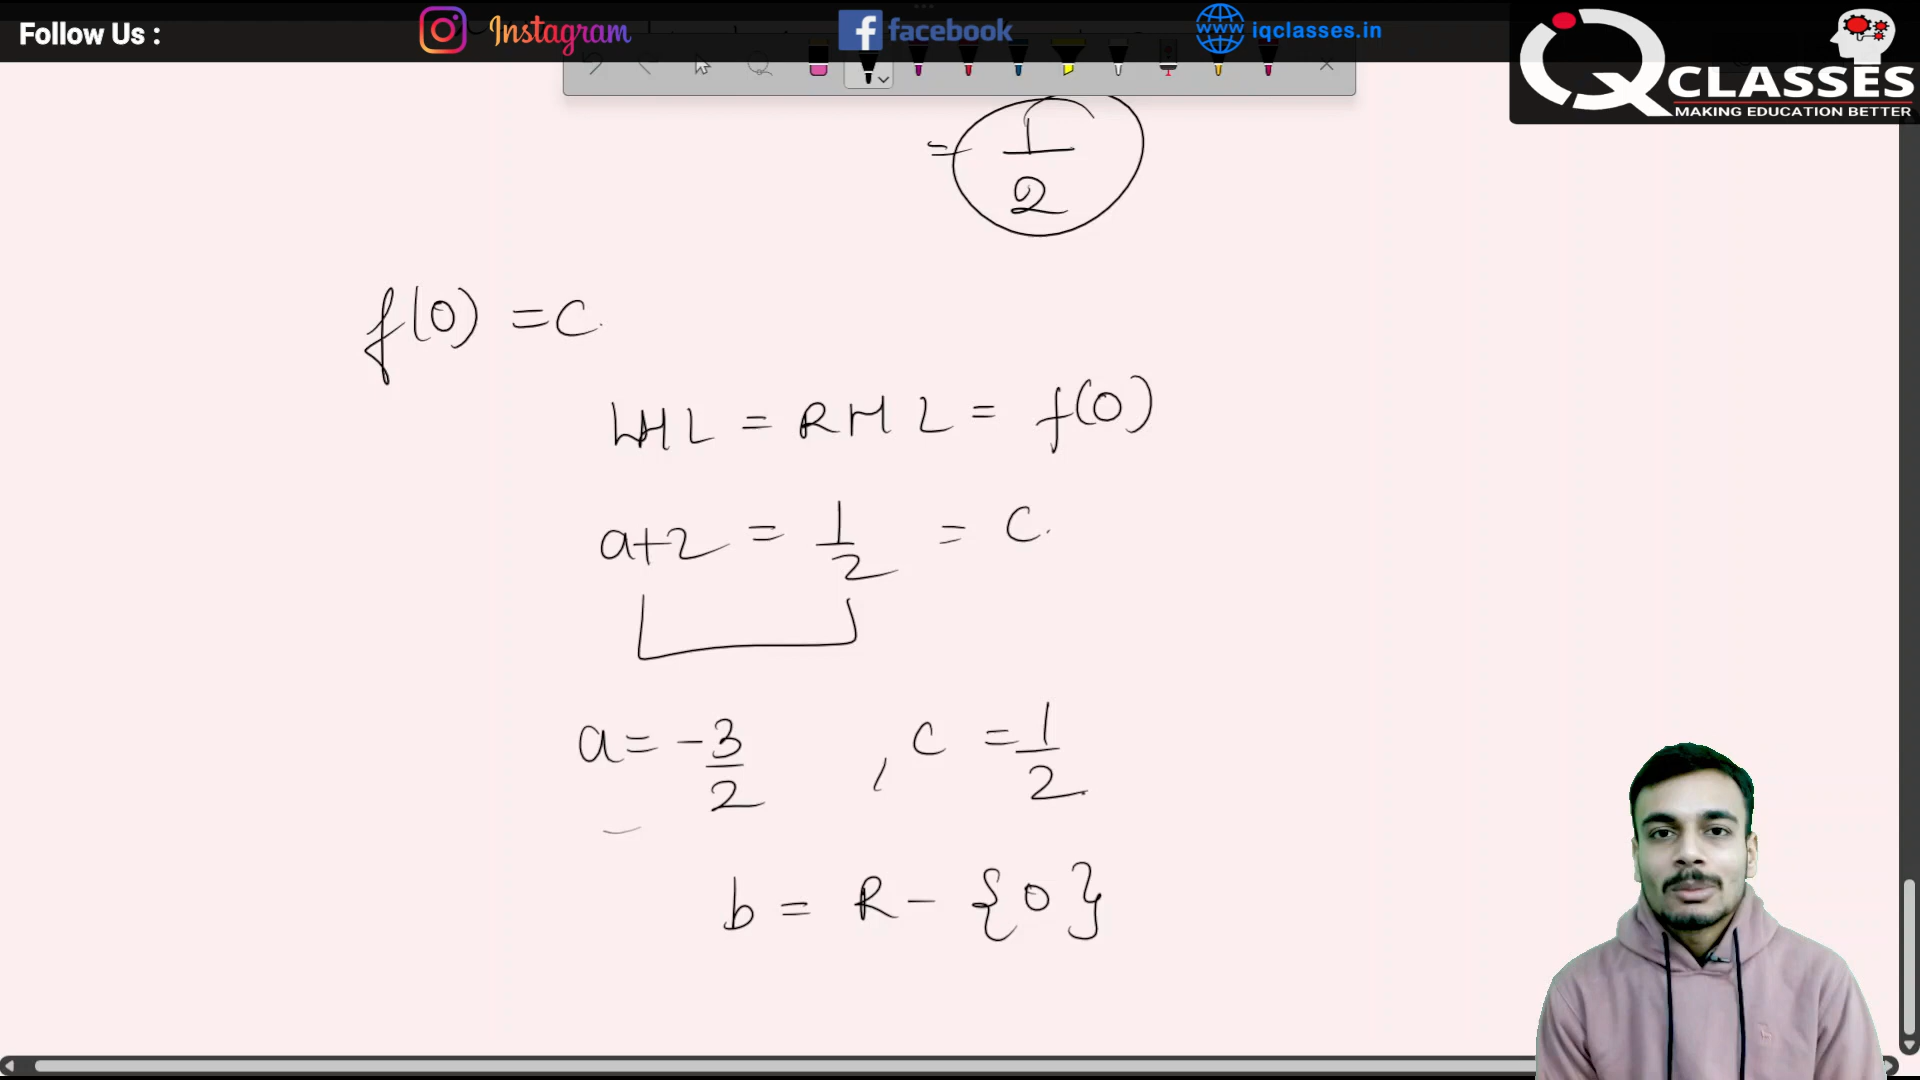 Follow Us : Instagram facebook www iqclasses.in
iQ CLASSES
MAKING EDUCATION BETTER
= 1/2
f(0) = c.
LHL = RHL = f(0)
a+2 = 1/2 = c.
a = -3/2 , c = 1/2
b = R - {0}